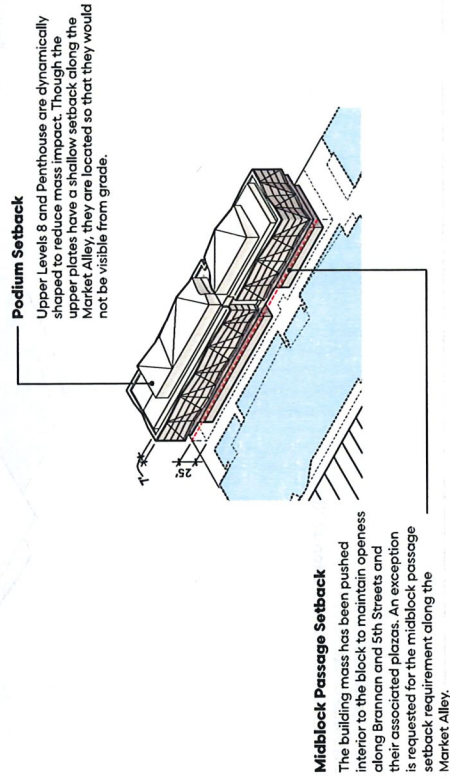 Podium Setback
Upper Levels 8 and Penthouse are dynamically
shaped to reduce mass impact. Though the
upper plates have a shallow setback along the
Market Alley, they are located so that they would
not be visible from grade.
25'
Midblock Passage Setback
The building mass has been pushed
interior to the block to maintain openess
along Brannan and 5th Streets and
their associated plazas. An exception
is requested for the midblock passage
setback requirement along the
Market Alley.